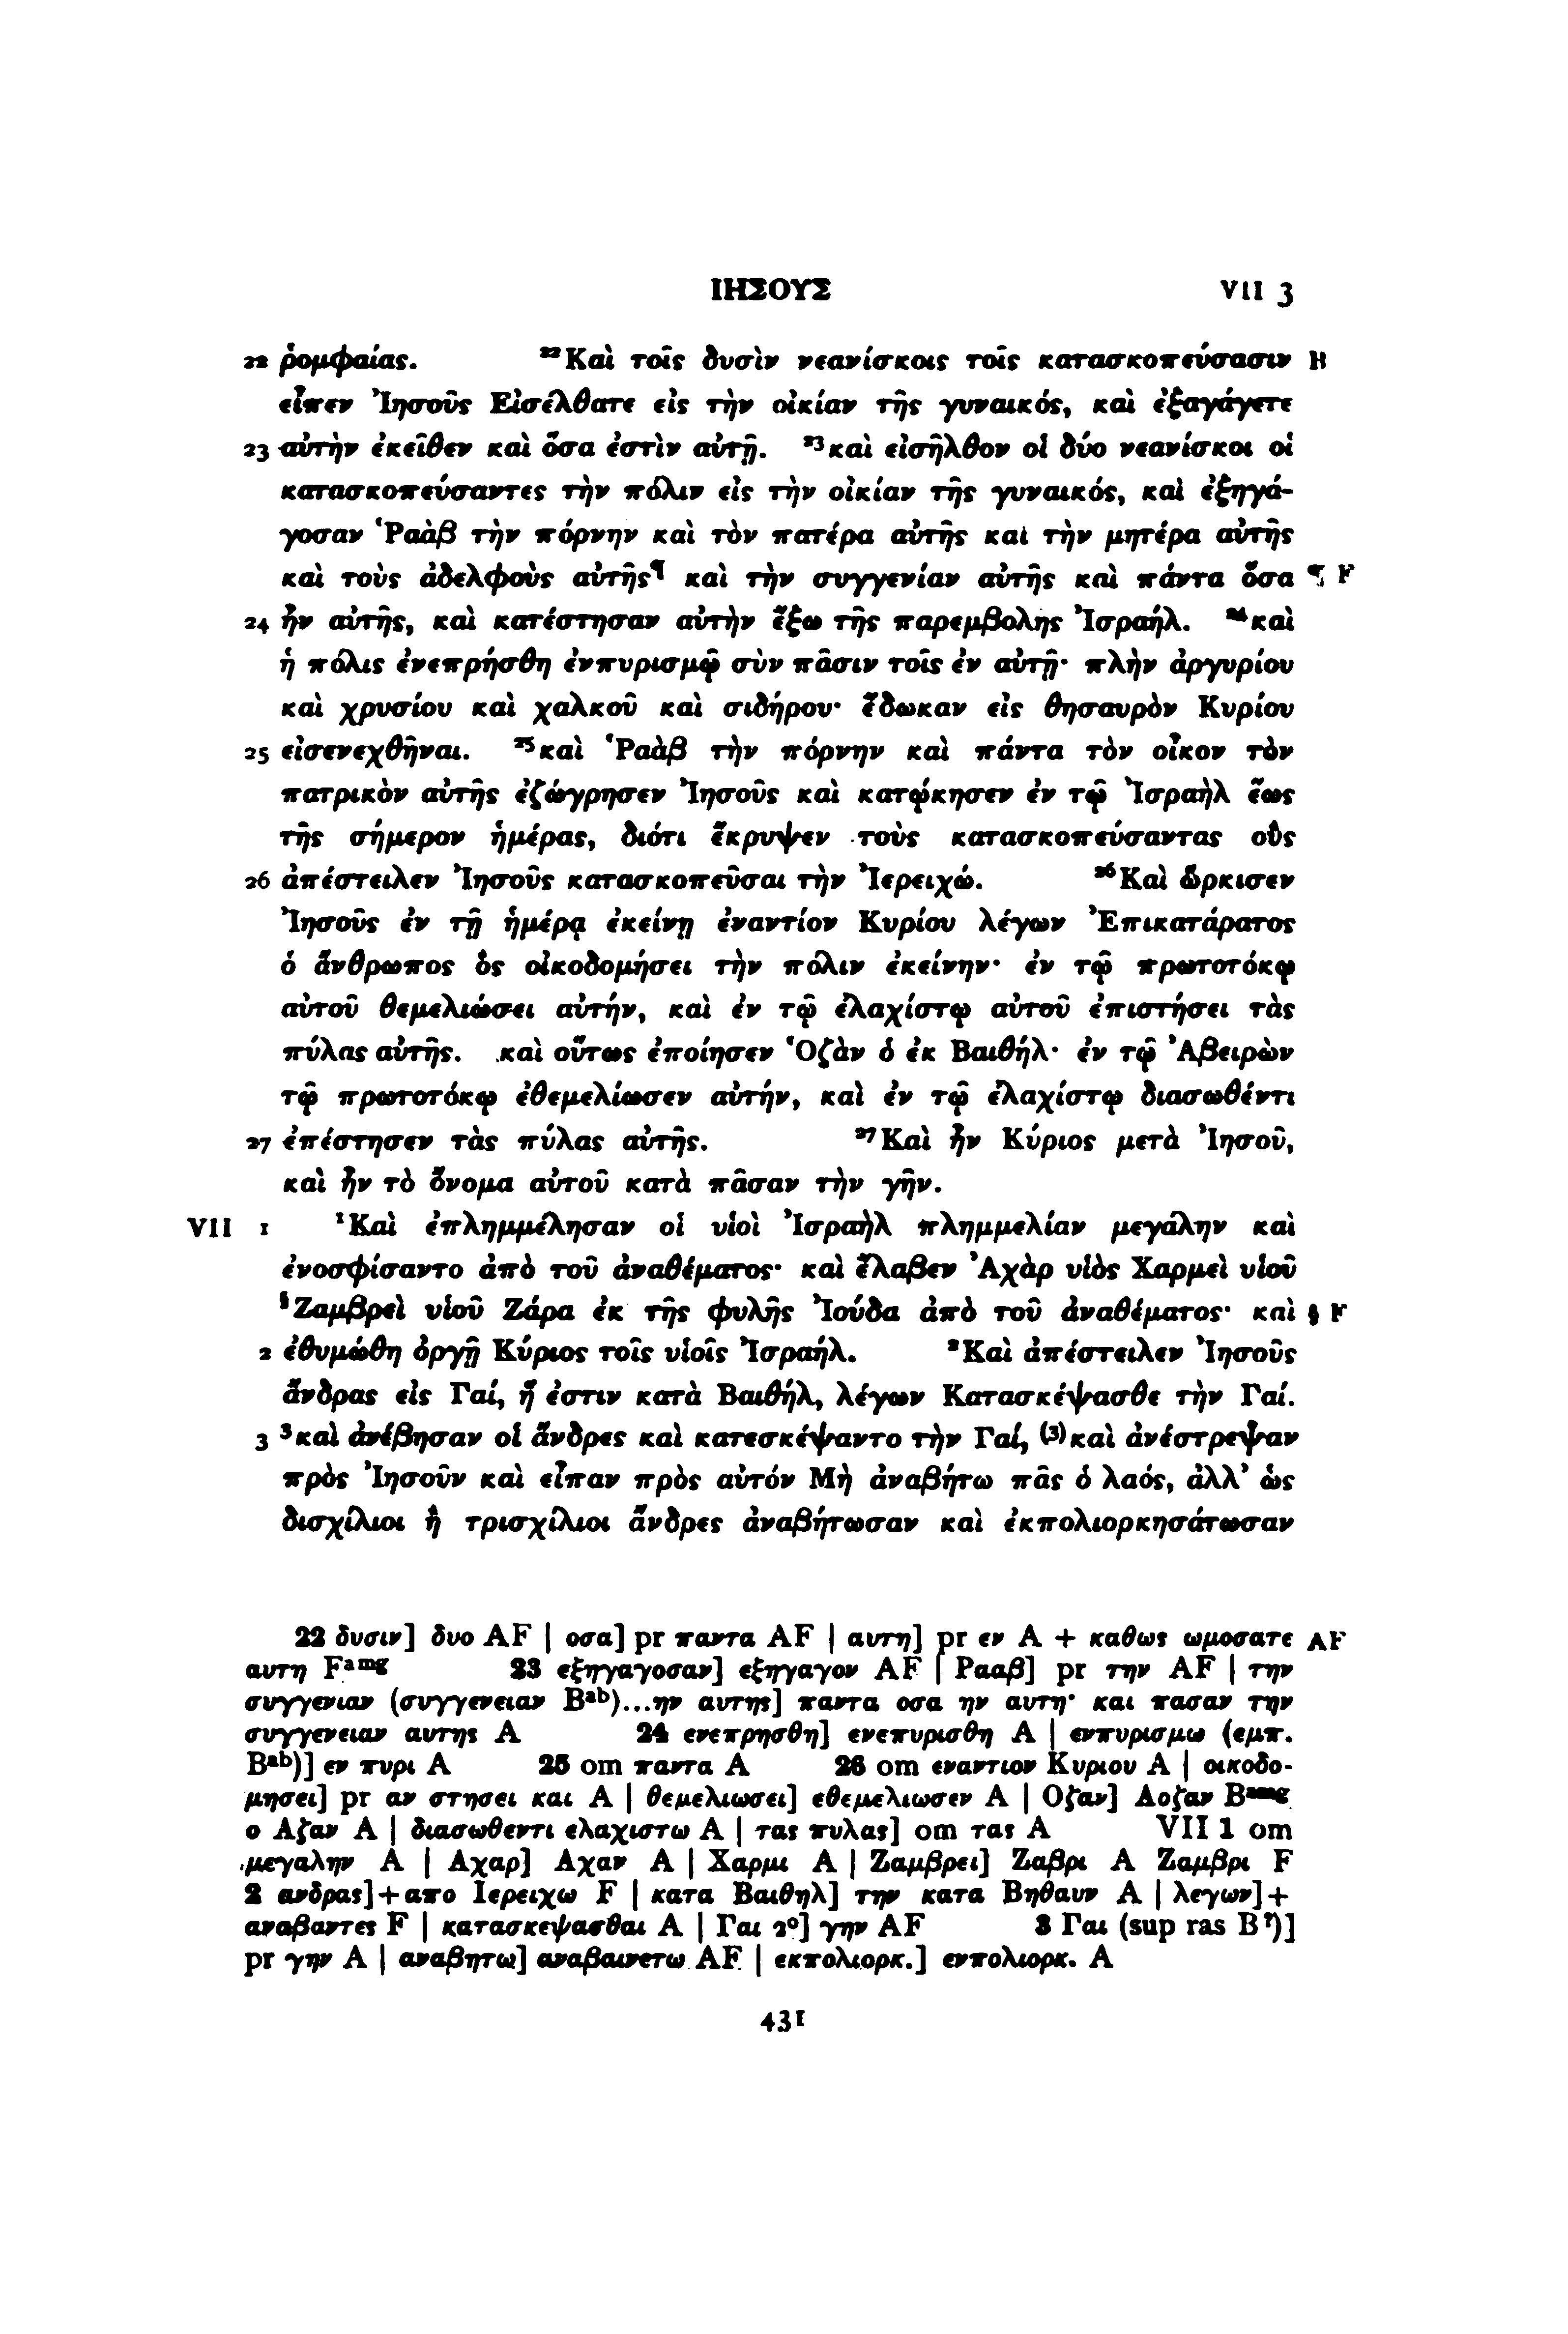 ΙΗΣΟΥΣ VII 3
22 ῥομφαίας. ²²Καὶ τοῖς δυσὶν νεανίσκοις τοῖς κατασκοπεύσασιν B
εἶπεν Ἰησοῦς Εἰσέλθατε εἰς τὴν οἰκίαν τῆς γυναικός, καὶ ἐξαγάγετε
23 αὐτὴν ἐκεῖθεν καὶ ὅσα ἐστὶν αὐτῇ. ²³καὶ εἰσῆλθον οἱ δύο νεανίσκοι οἱ
κατασκοπεύσαντες τὴν πόλιν εἰς τὴν οἰκίαν τῆς γυναικός, καὶ ἐξηγά-
γοσαν Ῥαὰβ τὴν πόρνην καὶ τὸν πατέρα αὐτῆς καὶ τὴν μητέρα αὐτῆς
καὶ τοὺς ἀδελφοὺς αὐτῆς¶ καὶ τὴν συγγενίαν αὐτῆς καὶ πάντα ὅσα ¶ F
24 ἦν αὐτῆς, καὶ κατέστησαν αὐτὴν ἔξω τῆς παρεμβολῆς Ἰσραήλ. ²⁴καὶ
ἡ πόλις ἐνεπρήσθη ἐνπυρισμῷ σὺν πᾶσιν τοῖς ἐν αὐτῇ· πλὴν ἀργυρίου
καὶ χρυσίου καὶ χαλκοῦ καὶ σιδήρου· ἔδωκαν εἰς θησαυρὸν Κυρίου
25 εἰσενεχθῆναι. ²⁵καὶ Ῥαὰβ τὴν πόρνην καὶ πάντα τὸν οἶκον τὸν
πατρικὸν αὐτῆς ἐζώγρησεν Ἰησοῦς καὶ κατῴκησεν ἐν τῷ Ἰσραὴλ ἕως
τῆς σήμερον ἡμέρας, διότι ἔκρυψεν τοὺς κατασκοπεύσαντας οὓς
26 ἀπέστειλεν Ἰησοῦς κατασκοπεῦσαι τὴν Ἰερειχώ. ²⁶Καὶ ὥρκισεν
Ἰησοῦς ἐν τῇ ἡμέρᾳ ἐκείνῃ ἐναντίον Κυρίου λέγων Ἐπικατάρατος
ὁ ἄνθρωπος ὃς οἰκοδομήσει τὴν πόλιν ἐκείνην· ἐν τῷ πρωτοτόκῳ
αὐτοῦ θεμελιώσει αὐτήν, καὶ ἐν τῷ ἐλαχίστῳ αὐτοῦ ἐπιστήσει τὰς
πύλας αὐτῆς. καὶ οὕτως ἐποίησεν Ὁζὰν ὁ ἐκ Βαιθήλ· ἐν τῷ Ἀβειρὼν
τῷ πρωτοτόκῳ ἐθεμελίωσεν αὐτήν, καὶ ἐν τῷ ἐλαχίστῳ διασωθέντι
27 ἐπέστησεν τὰς πύλας αὐτῆς. ²⁷Καὶ ἦν Κύριος μετὰ Ἰησοῦ,
καὶ ἦν τὸ ὄνομα αὐτοῦ κατὰ πᾶσαν τὴν γῆν.
VII 1 ¹Καὶ ἐπλημμέλησαν οἱ υἱοὶ Ἰσραὴλ πλημμελίαν μεγάλην καὶ
ἐνοσφίσαντο ἀπὸ τοῦ ἀναθέματος· καὶ ἔλαβεν Ἀχὰρ υἱὸς Χαρμεὶ υἱοῦ
§Ζαμβρεὶ υἱοῦ Ζάρα ἐκ τῆς φυλῆς Ἰούδα ἀπὸ τοῦ ἀναθέματος· καὶ § F
2 ἐθυμώθη ὀργῇ Κύριος τοῖς υἱοῖς Ἰσραήλ. ²Καὶ ἀπέστειλεν Ἰησοῦς
ἄνδρας εἰς Γαί, ἥ ἐστιν κατὰ Βαιθήλ, λέγων Κατασκέψασθε τὴν Γαί.
3 ³καὶ ἀνέβησαν οἱ ἄνδρες καὶ κατεσκέψαντο τὴν Γαί, ⁽³⁾καὶ ἀνέστρεψαν
πρὸς Ἰησοῦν καὶ εἶπαν πρὸς αὐτόν Μὴ ἀναβήτω πᾶς ὁ λαός, ἀλλ' ὡς
δισχίλιοι ἢ τρισχίλιοι ἄνδρες ἀναβήτωσαν καὶ ἐκπολιορκησάτωσαν
22 δυσιν] δυο AF | οσα] pr παντα AF | αυτη] pr εν A + καθως ωμοσατε AF
αυτη Fᵃᵐᵍ 23 εξηγαγοσαν] εξηγαγον AF | Ρααβ] pr την AF | την
συγγενιαν (συγγενειαν Bᵃᵇ)...ην αυτης] παντα οσα ην αυτη· και πασαν την
συγγενειαν αυτης A 24 ενεπρησθη] ενεπυρισθη A | ενπυρισμω (εμπ.
Bᵃᵇ)] εν πυρι A 25 om παντα A 26 om εναντιον Κυριου A | οικοδο-
μησει] pr αν στησει και A | θεμελιωσει] εθεμελιωσεν A | Οζαν] Αοζαν Bᵃᵐᵍ
ο Αζαν A | διασωθεντι ελαχιστω A | τας πυλας] om τας A VII 1 om
μεγαλην A | Αχαρ] Αχαν A | Χαρμι A | Ζαμβρει] Ζαβρι A Ζαμβρι F
2 ανδρας]+απο Ιερειχω F | κατα Βαιθηλ] την κατα Βηθαυν A | λεγων]+
αναβαντες F | κατασκεψασθαι A | Γαι 2°] γην AF 3 Γαι (sup ras Bʳ)]
pr γην A | αναβητω] αναβαινετω AF | εκπολιορκ.] ενπολιορκ. A
431